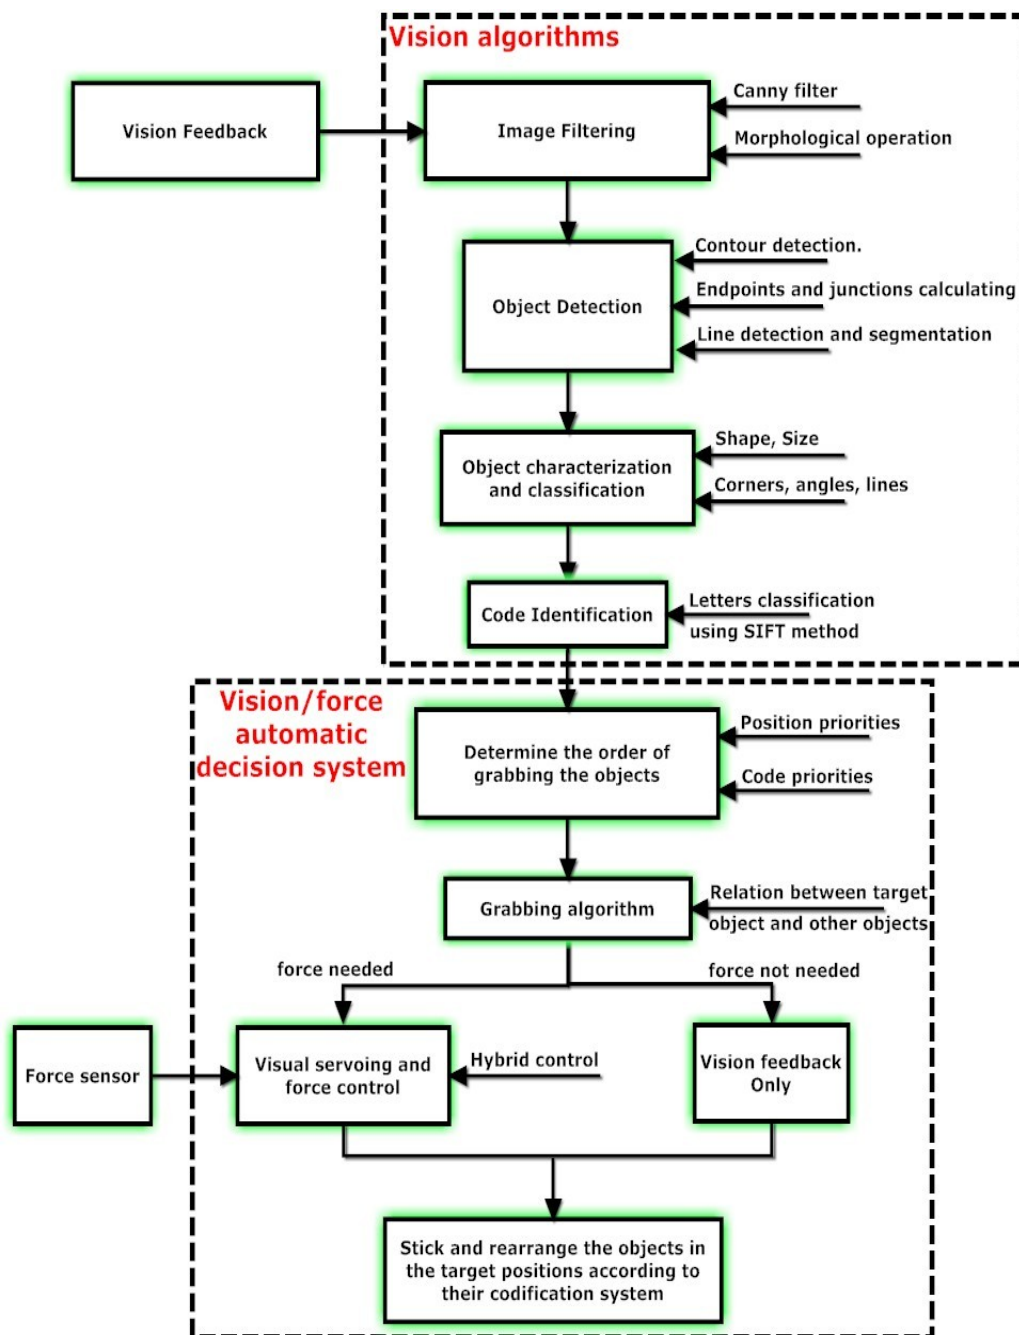 Vision algorithms
Vision Feedback
Image Filtering
Canny filter
Morphological operation
Object Detection
Contour detection.
Endpoints and junctions calculating
Line detection and segmentation
Object characterization
and classification
Shape, Size
Corners, angles, lines
Code Identification
Letters classification
using SIFT method
Vision/force
automatic
decision system
Determine the order of
grabbing the objects
Position priorities
Code priorities
Grabbing algorithm
Relation between target
object and other objects
force needed
force not needed
Force sensor
Visual servoing and
force control
Hybrid control
Vision feedback
Only
Stick and rearrange the objects in
the target positions according to
their codification system